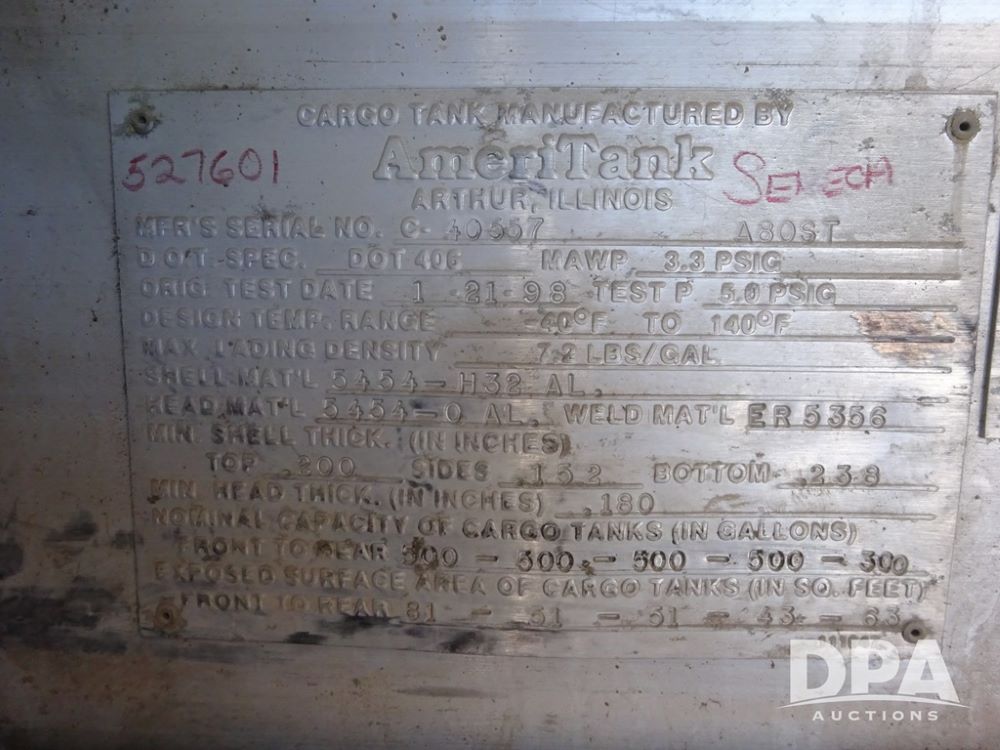 CARGO TANK MANUFACTURED BY
527601 AmeriTank
ARTHUR, ILLINOIS
MFR'S SERIAL NO. C- 40557 A80ST
D.O.T.-SPEC. DOT 406 MAWP 3.3 PSIG
ORIG. TEST DATE 1-21-98 TEST P 5.0 PSIG
DESIGN TEMP. RANGE -40°F TO 140°F
MAX. LADING DENSITY 7.2 LBS/GAL
SHELL MAT'L 5454-H32 AL.
HEAD MAT'L 5454-0 AL. WELD MAT'L ER5356
MIN. SHELL THICK. (IN INCHES)
TOP .200 SIDES .152 BOTTOM .238
MIN. HEAD THICK. (IN INCHES) .180
NOMINAL CAPACITY OF CARGO TANKS (IN GALLONS)
FRONT TO REAR - 500 - 500 - 500 -
EXPOSED SURFACE AREA OF CARGO TANKS (IN SQ. FEET)
FRONT TO REAR 81 - 51 - 51 - 43 - 63
DPA
AUCTIONS